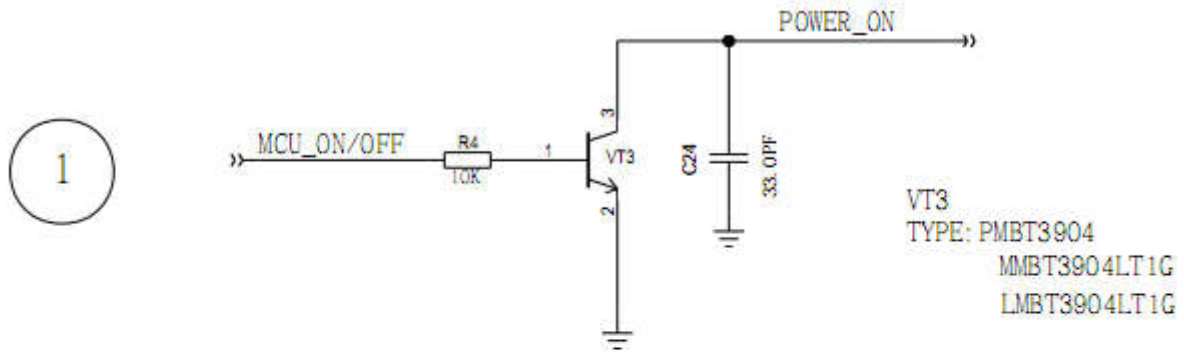 POWER_ON
3
MCU_ON/OFF
R4
10K
1
VT3
C24
33.0PF
1
2
VT3
TYPE: PMBT3904
MMBT3904LT1G
LMBT3904LT1G